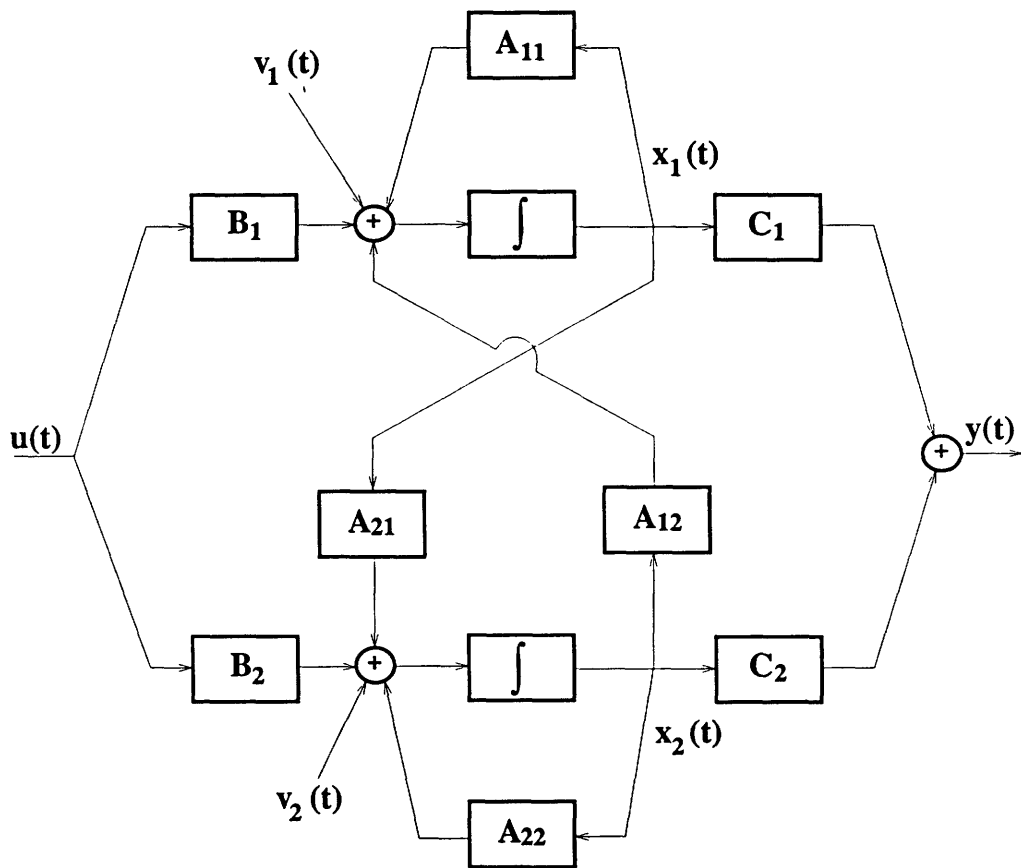 A₁₁
v₁(t)
x₁(t)
B₁
+
∫
C₁
u(t)
y(t)
+
A₂₁
A₁₂
B₂
+
∫
C₂
x₂(t)
v₂(t)
A₂₂